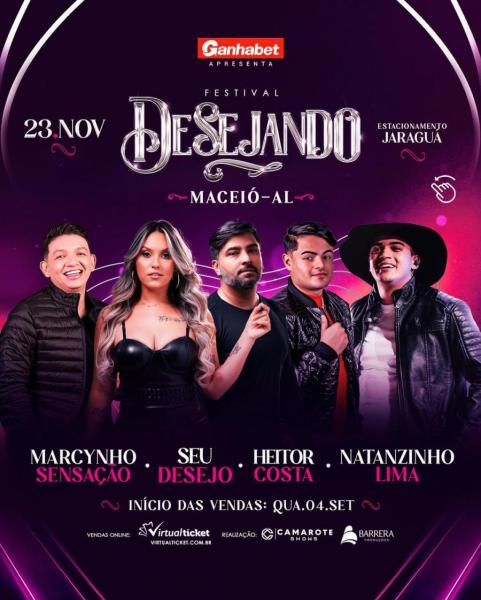 Ganhabet
APRESENTA
FESTIVAL
DESEJANDO
23.NOV
ESTACIONAMENTO
JARAGUÁ
MACEIÓ-AL
MARCYNHO
SENSAÇÃO
SEU
DESEJO
HEITOR
COSTA
NATANZINHO
LIMA
INÍCIO DAS VENDAS: QUA.04.SET
VENDAS ONLINE:
Virtualticket
VIRTUALTICKET.COM.BR
REALIZAÇÃO:
CAMAROTE
SHOWS
BARRERA
PRODUÇÕES